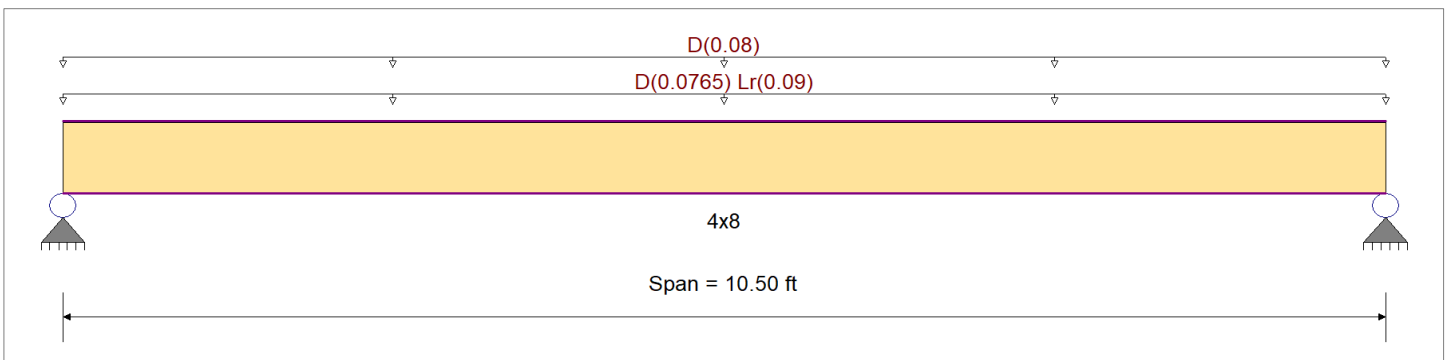 D(0.08)
D(0.0765) Lr(0.09)
4x8
Span = 10.50 ft